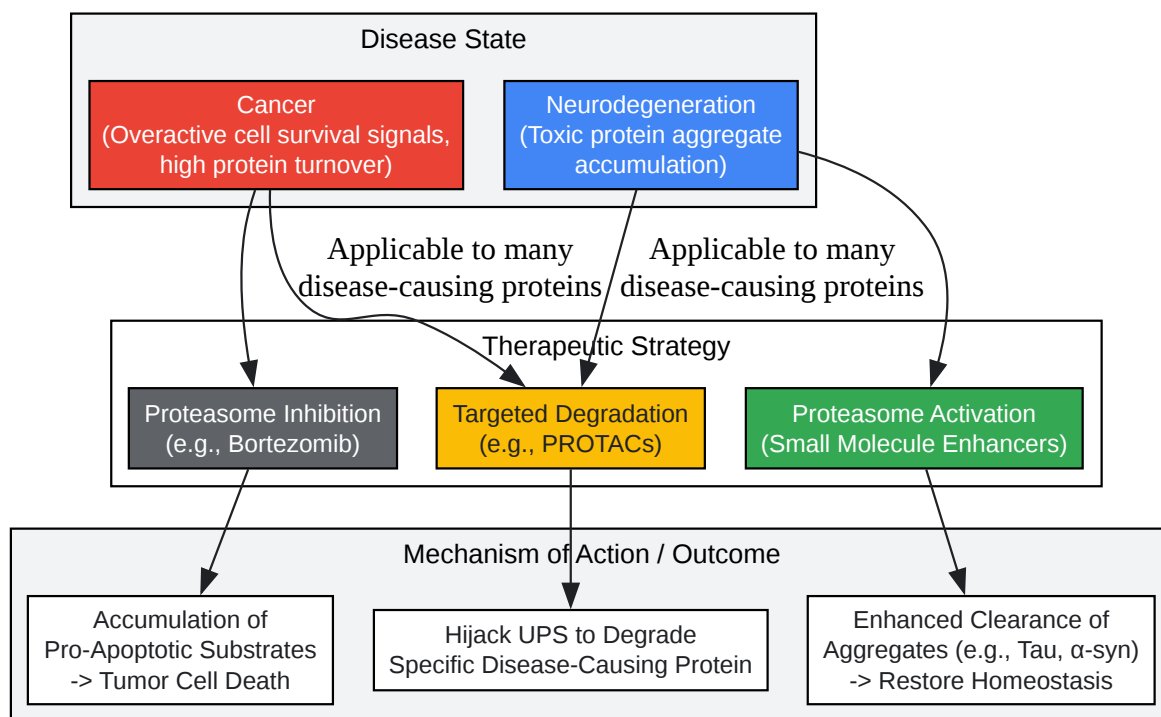 Disease State
Cancer
(Overactive cell survival signals,
high protein turnover)
Neurodegeneration
(Toxic protein aggregate
accumulation)
Applicable to many
disease-causing proteins
Applicable to many
disease-causing proteins
Therapeutic Strategy
Proteasome Inhibition
(e.g., Bortezomib)
Targeted Degradation
(e.g., PROTACs)
Proteasome Activation
(Small Molecule Enhancers)
Mechanism of Action / Outcome
Accumulation of
Pro-Apoptotic Substrates
-> Tumor Cell Death
Hijack UPS to Degrade
Specific Disease-Causing Protein
Enhanced Clearance of
Aggregates (e.g., Tau, α-syn)
-> Restore Homeostasis